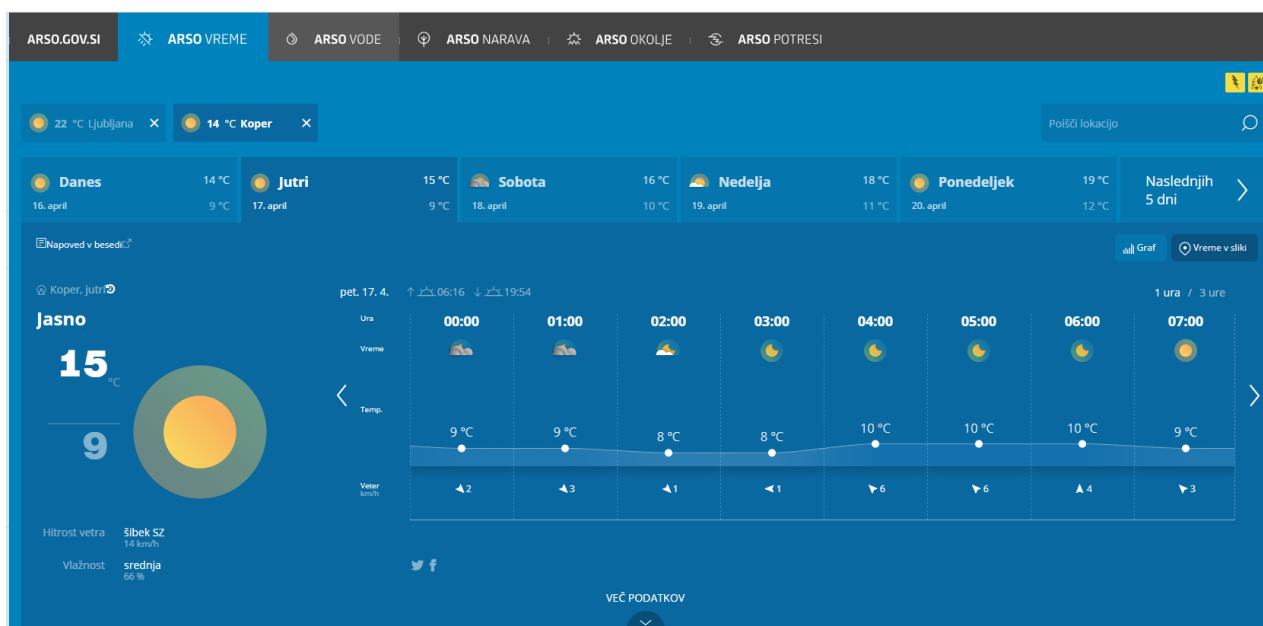 ARSO.GOV.SI ARSO VREME ARSO VODE ARSO NARAVA ARSO OKOLJE ARSO POTRESI
22 °C Ljubljana × 14 °C Koper × Poišči lokacijo
Danes 14 °C Jutri 15 °C Sobota 16 °C Nedelja 18 °C Ponedeljek 19 °C Naslednjih
16. april 9 °C 17. april 9 °C 18. april 10 °C 19. april 11 °C 20. april 12 °C 5 dni
Napoved v besedi Graf Vreme v sliki
Koper, jutri pet. 17. 4. ↑ 06:16 ↓ 19:54 1 ura / 3 ure
Jasno Ura 00:00 01:00 02:00 03:00 04:00 05:00 06:00 07:00
Vreme
15 °C
Temp. 9 °C 9 °C 8 °C 8 °C 10 °C 10 °C 10 °C 9 °C
9
Veter 2 3 1 1 6 6 4 3
km/h
Hitrost vetra šibek SZ
14 km/h
Vlažnost srednja
66 %
VEČ PODATKOV